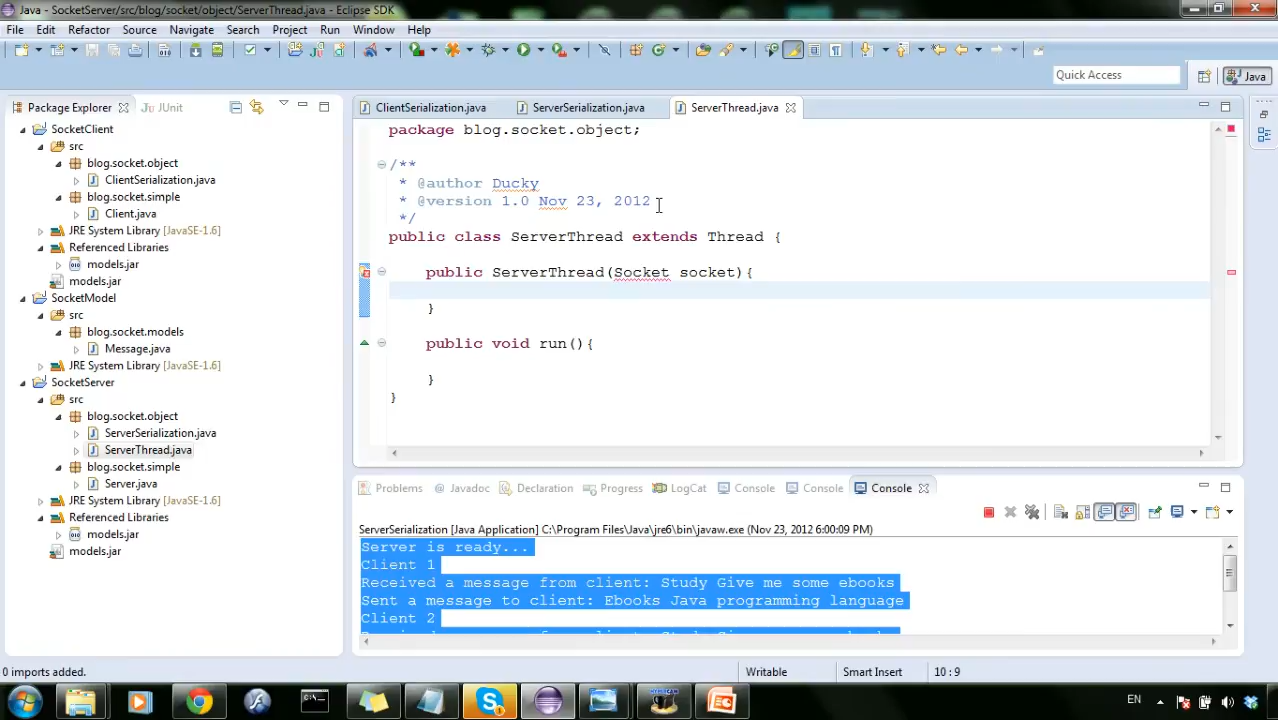 Java - SocketServer/src/blog/socket/object/ServerThread.java - Eclipse SDK
File Edit Refactor Source Navigate Search Project Run Window Help
Quick Access
Java
Package Explorer
JUnit
SocketClient
src
blog.socket.object
ClientSerialization.java
blog.socket.simple
Client.java
JRE System Library [JavaSE-1.6]
Referenced Libraries
models.jar
models.jar
SocketModel
src
blog.socket.models
Message.java
JRE System Library [JavaSE-1.6]
SocketServer
src
blog.socket.object
ServerSerialization.java
ServerThread.java
blog.socket.simple
Server.java
JRE System Library [JavaSE-1.6]
Referenced Libraries
models.jar
models.jar
ClientSerialization.java ServerSerialization.java ServerThread.java
package blog.socket.object;
/**
* @author Ducky
* @version 1.0 Nov 23, 2012
*/
public class ServerThread extends Thread {
public ServerThread(Socket socket){
}
public void run(){
}
}
Problems @ Javadoc Declaration Progress LogCat Console Console Console
ServerSerialization [Java Application] C:\Program Files\Java\jre6\bin\javaw.exe (Nov 23, 2012 6:00:09 PM)
Server is ready...
Client 1
Received a message from client: Study Give me some ebooks
Sent a message to client: Ebooks Java programming language
Client 2
0 imports added.
Writable
Smart Insert
10 : 9
EN